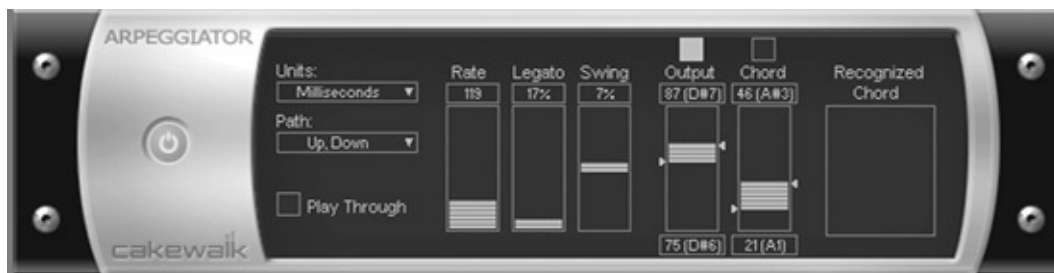 ARPEGGIATOR
Units:
Milliseconds
Path:
Up, Down
Play Through
Rate
119
Legato
17%
Swing
7%
Output
87 (D#7)
75 (D#6)
Chord
46 (A#3)
21 (A1)
Recognized
Chord
cakewalk